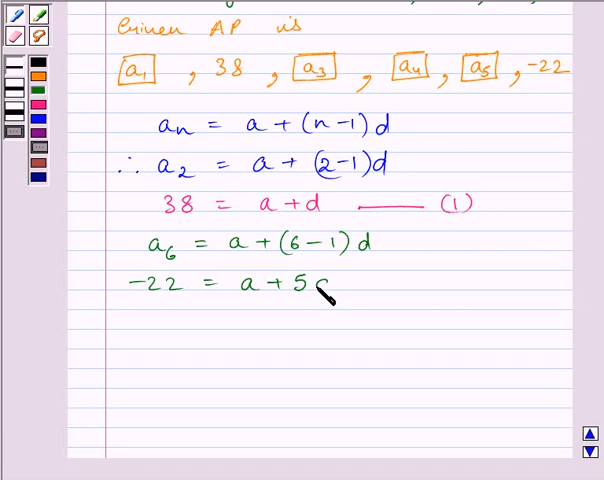 Given AP is
a₁ , 38 , a₃ , a₄ , a₅ , -22
aₙ = a + (n-1)d
∴ a₂ = a + (2-1)d
38 = a + d —— (1)
a₆ = a + (6-1)d
-22 = a + 5